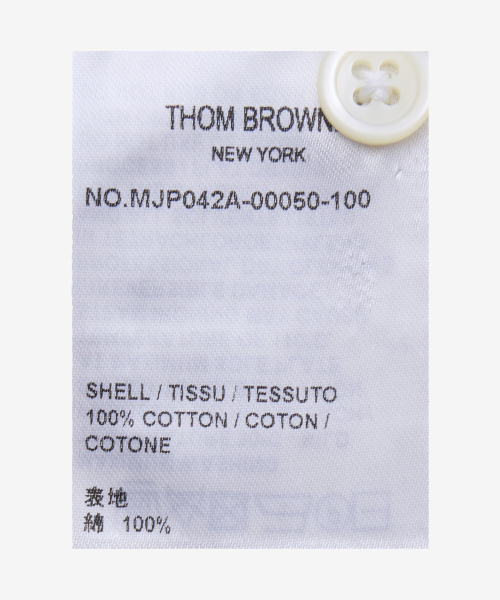 THOM BROWN
NEW YORK
NO.MJP042A-00050-100
SHELL / TISSU / TESSUTO
100% COTTON / COTON /
COTONE
表地
綿 100%